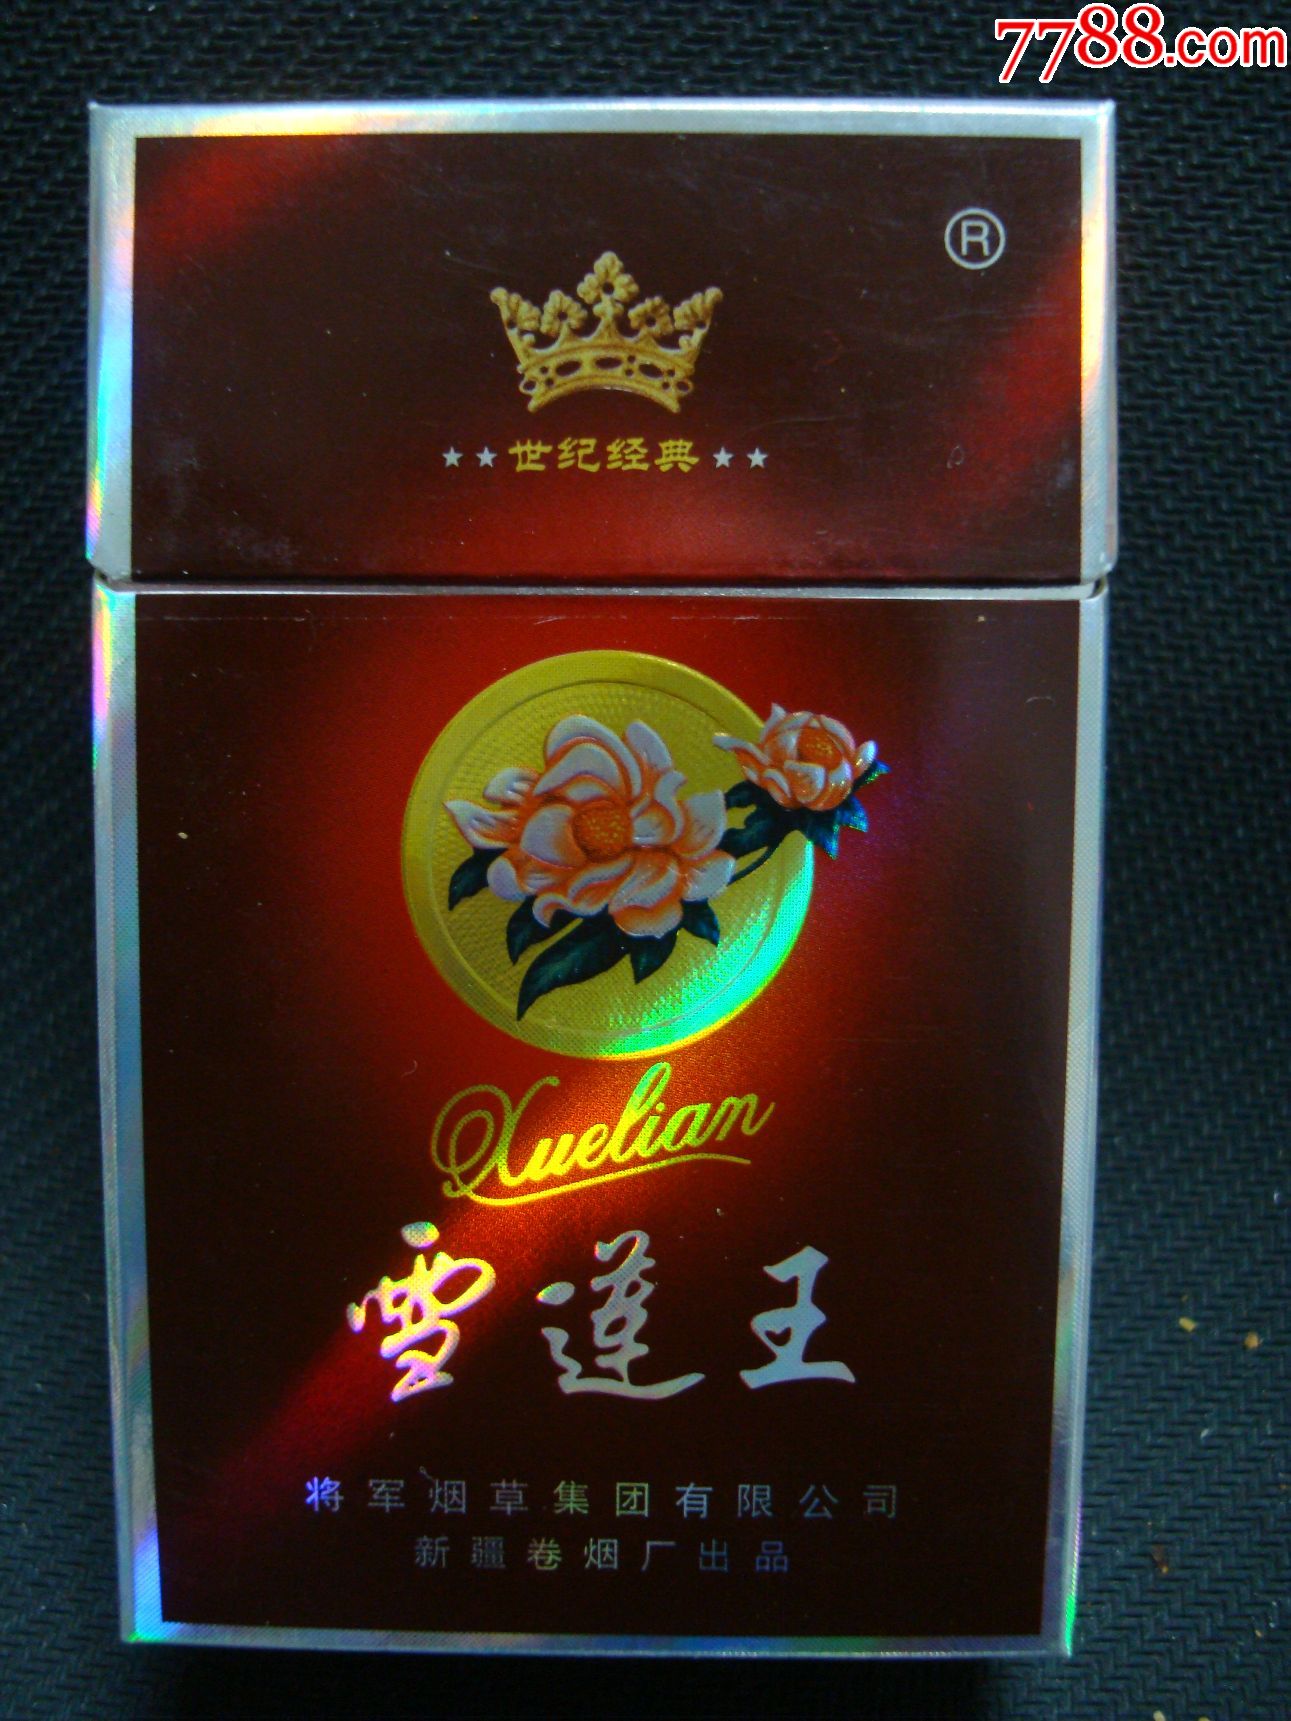 7788.com
®
★★世纪经典★★
Xuelian
雪莲王
将军烟草集团有限公司
新疆卷烟厂出品